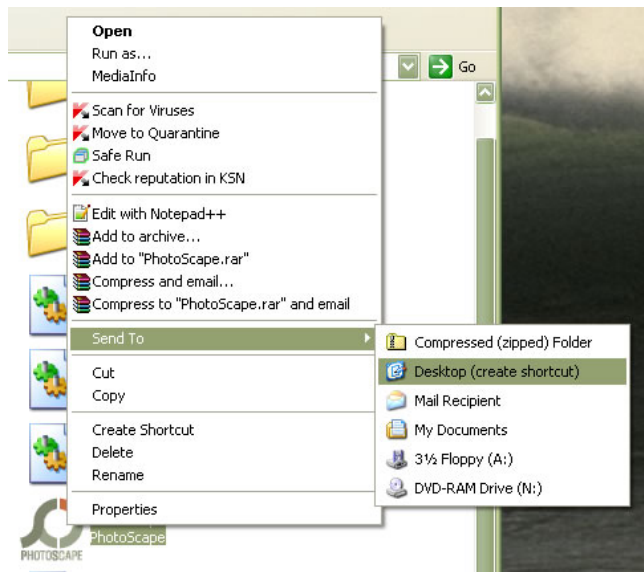 Open
Run as...
MediaInfo
Go
Scan for Viruses
Move to Quarantine
Safe Run
Check reputation in KSN
Edit with Notepad++
Add to archive...
Add to "PhotoScape.rar"
Compress and email...
Compress to "PhotoScape.rar" and email
Send To
Compressed (zipped) Folder
Desktop (create shortcut)
Mail Recipient
My Documents
3½ Floppy (A:)
DVD-RAM Drive (N:)
Cut
Copy
Create Shortcut
Delete
Rename
Properties
PhotoScape
PHOTOSCAPE